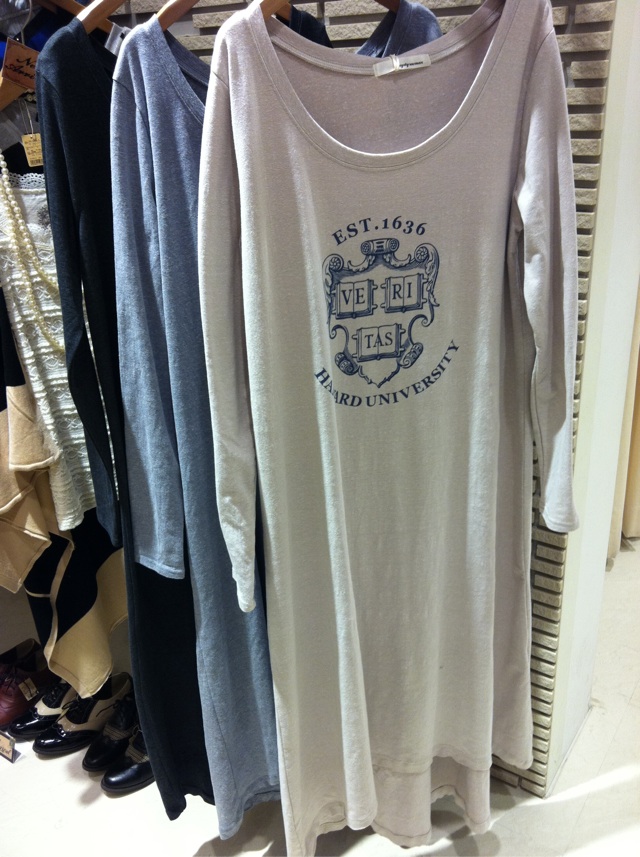 EST.1636
VE RI
TAS
HAARD UNIVERSITY